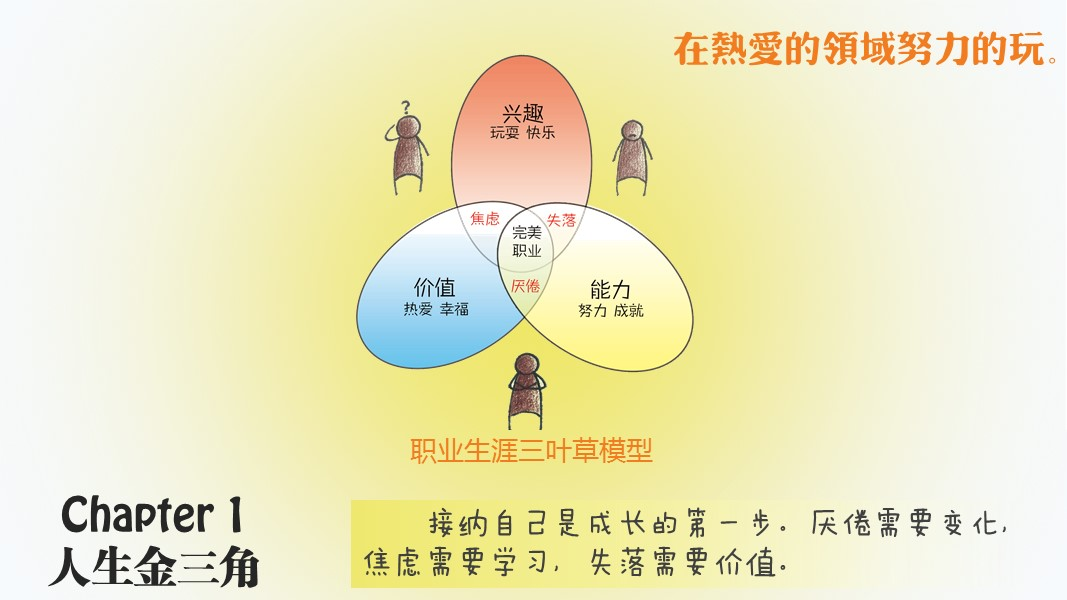 在熱愛的領域努力的玩。
?
兴趣
玩耍 快乐
焦虑
失落
完美
职业
厌倦
价值
热爱 幸福
能力
努力 成就
职业生涯三叶草模型
Chapter 1
人生金三角
接纳自己是成长的第一步。厌倦需要变化,
焦虑需要学习, 失落需要价值。